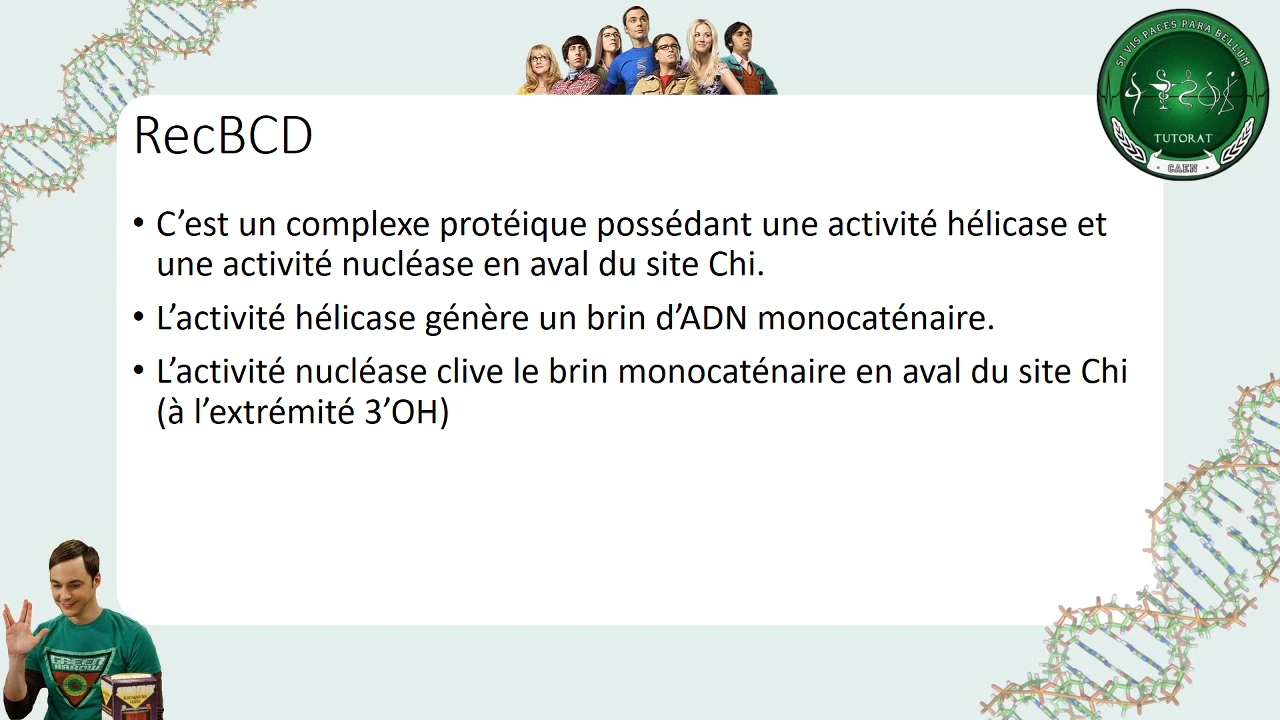 SI VIS PACES PARA BELLUM
TUTORAT
CAEN
RecBCD
• C’est un complexe protéique possédant une activité hélicase et
une activité nucléase en aval du site Chi.
• L’activité hélicase génère un brin d’ADN monocaténaire.
• L’activité nucléase clive le brin monocaténaire en aval du site Chi
(à l’extrémité 3’OH)
GREEN
ARROW